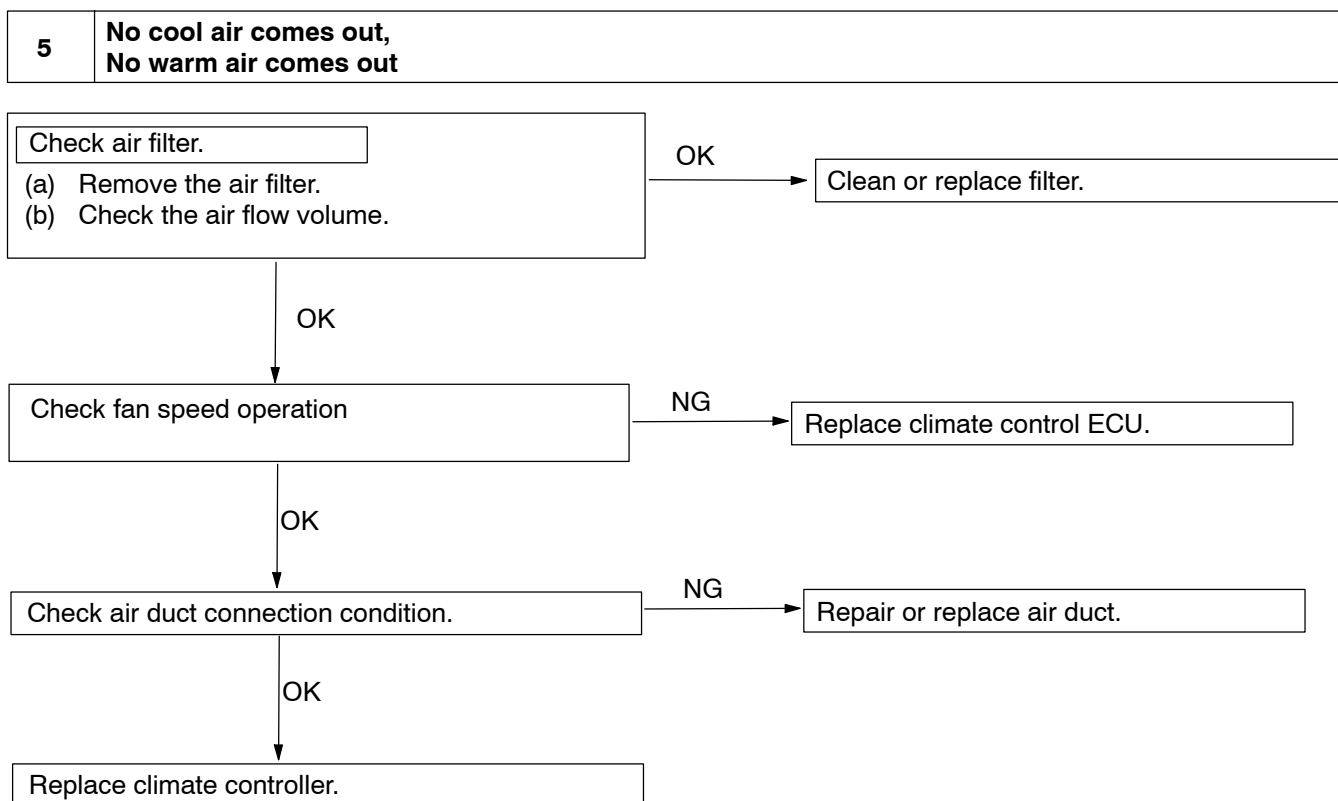 5
No cool air comes out,
No warm air comes out
Check air filter.
(a) Remove the air filter.
(b) Check the air flow volume.
OK
Clean or replace filter.
OK
Check fan speed operation
NG
Replace climate control ECU.
OK
Check air duct connection condition.
NG
Repair or replace air duct.
OK
Replace climate controller.